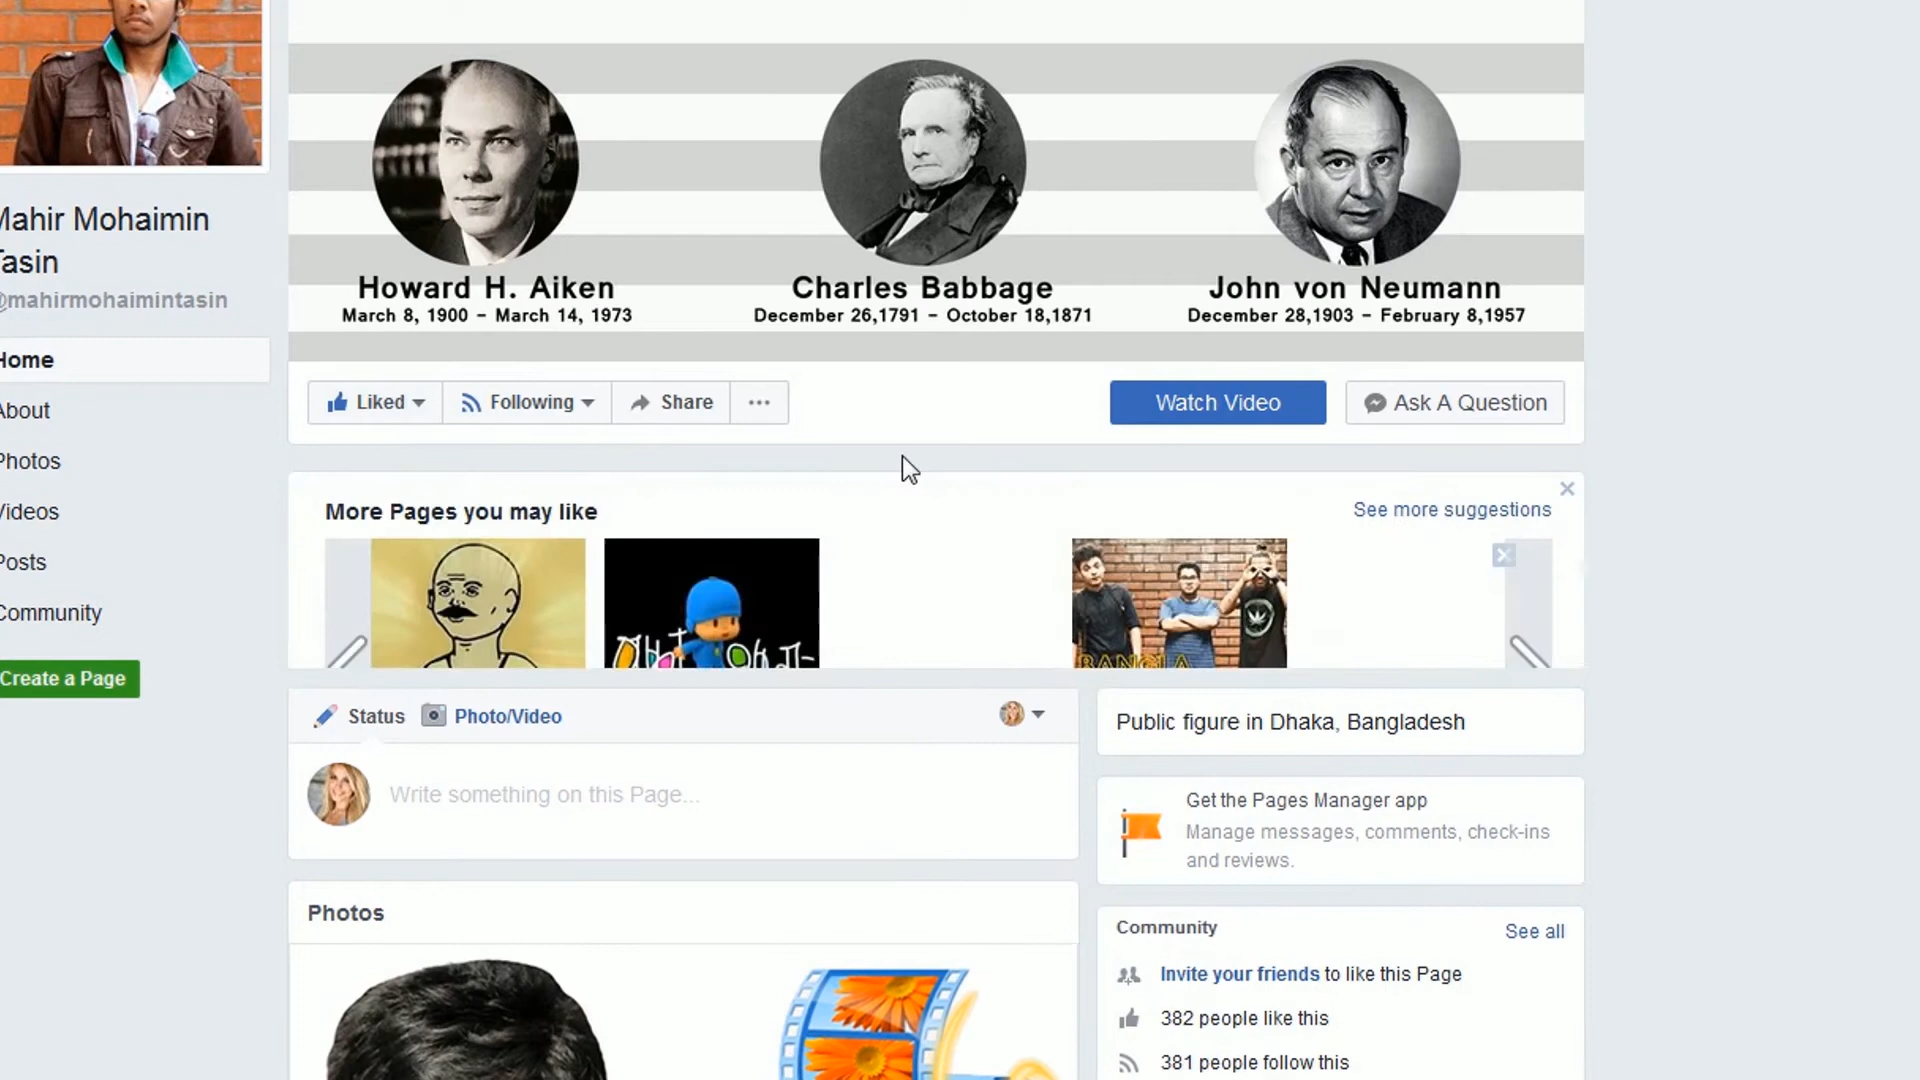 Howard H. Aiken
March 8, 1900 - March 14, 1973
Charles Babbage
December 26,1791 - October 18,1871
John von Neumann
December 28,1903 - February 8,1957
Mahir Mohaimin
Tasin
@mahirmohaimintasin
Home
About
Photos
Videos
Posts
Community
Create a Page
Liked
Following
Share
...
Watch Video
Ask A Question
More Pages you may like
See more suggestions
BANGLA
Status
Photo/Video
Write something on this Page...
Photos
Public figure in Dhaka, Bangladesh
Get the Pages Manager app
Manage messages, comments, check-ins
and reviews.
Community
See all
Invite your friends to like this Page
382 people like this
381 people follow this